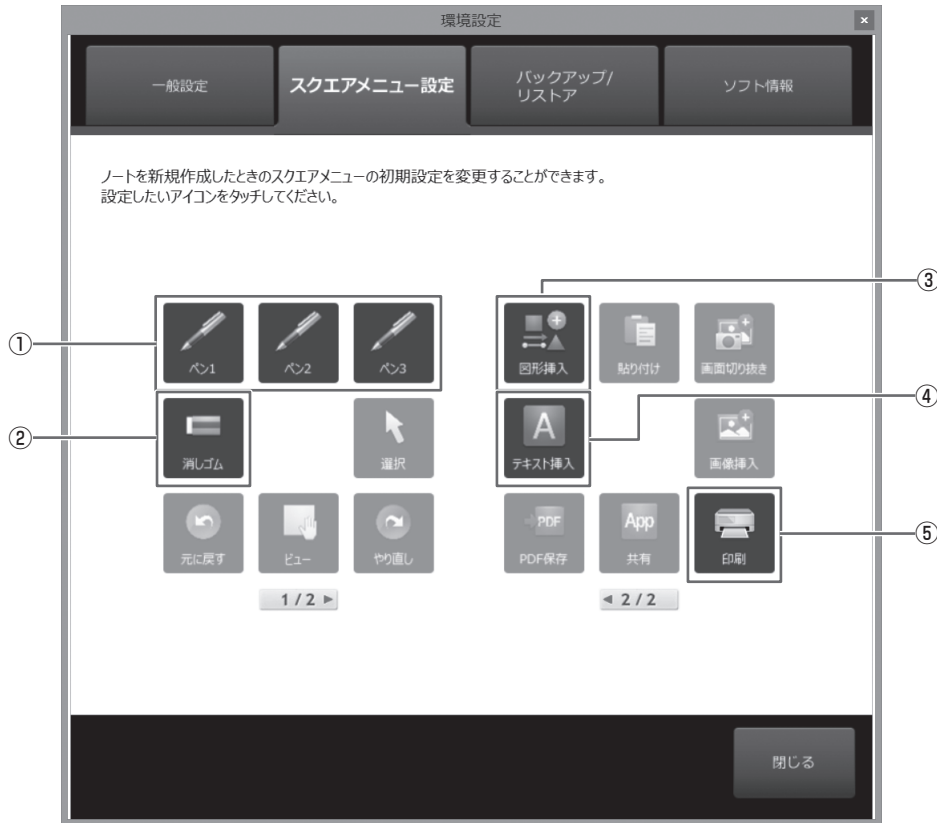 環境設定
×
一般設定
スクエアメニュー設定
バックアップ/
リストア
ソフト情報
ノートを新規作成したときのスクエアメニューの初期設定を変更することができます。
設定したいアイコンをタッチしてください。
①
ペン1
ペン2
ペン3
③
図形挿入
貼り付け
画面切り抜き
②
消しゴム
選択
④
A
テキスト挿入
画像挿入
元に戻す
ビュー
やり直し
PDF
PDF保存
App
共有
印刷
⑤
1 / 2 ▶
◀ 2 / 2
閉じる